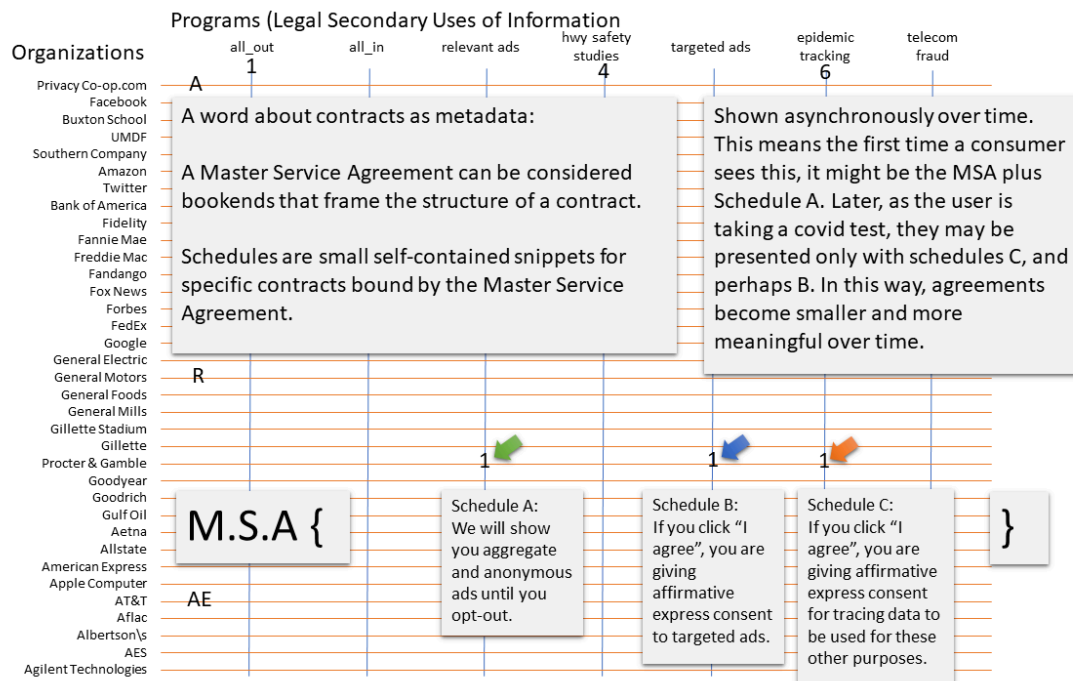 Programs (Legal Secondary Uses of Information
Organizations
all_out
all_in
relevant ads
hwy safety
studies
targeted ads
epidemic
tracking
telecom
fraud
1
4
6
Privacy Co-op.com
A
Facebook
Buxton School
UMDF
Southern Company
Amazon
Twitter
Bank of America
Fidelity
Fannie Mae
Freddie Mac
Fandango
Fox News
Forbes
FedEx
Google
General Electric
General Motors
R
General Foods
General Mills
Gillette Stadium
Gillette
Procter & Gamble
1
1
1
Goodyear
Goodrich
Gulf Oil
Aetna
Allstate
American Express
Apple Computer
AT&T
AE
Aflac
Albertson\s
AES
Agilent Technologies
A word about contracts as metadata:
A Master Service Agreement can be considered
bookends that frame the structure of a contract.
Schedules are small self-contained snippets for
specific contracts bound by the Master Service
Agreement.
Shown asynchronously over time.
This means the first time a consumer
sees this, it might be the MSA plus
Schedule A. Later, as the user is
taking a covid test, they may be
presented only with schedules C, and
perhaps B. In this way, agreements
become smaller and more
meaningful over time.
M.S.A {
Schedule A:
We will show
you aggregate
and anonymous
ads until you
opt-out.
Schedule B:
If you click “I
agree”, you are
giving
affirmative
express consent
to targeted ads.
Schedule C:
If you click “I
agree”, you are
giving affirmative
express consent
for tracing data to
be used for these
other purposes.
}